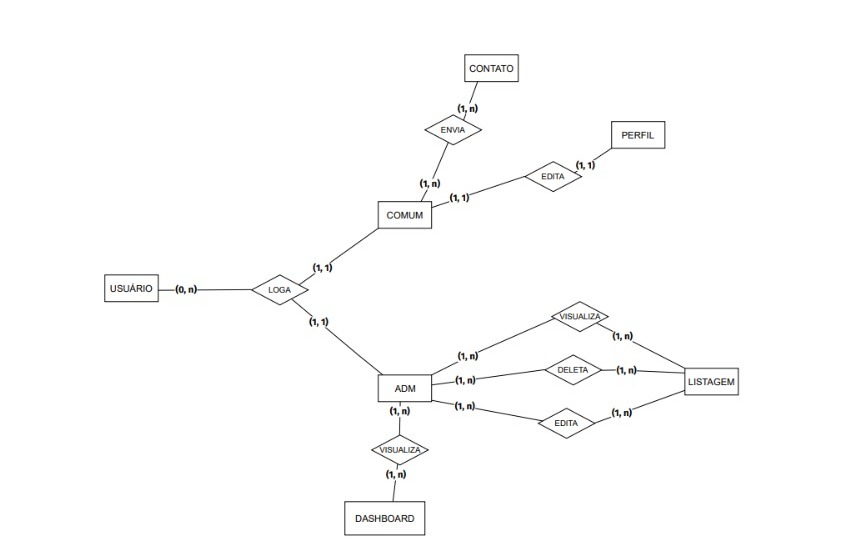 CONTATO
(1, n)
ENVIA
PERFIL
(1, 1)
EDITA
(1, n)
(1, 1)
COMUM
(1, 1)
USUÁRIO
(0, n)
LOGA
(1, 1)
VISUALIZA
(1, n)
(1, n)
DELETA
(1, n)
(1, n)
LISTAGEM
ADM
(1, n)
(1, n)
(1, n)
EDITA
VISUALIZA
(1, n)
DASHBOARD